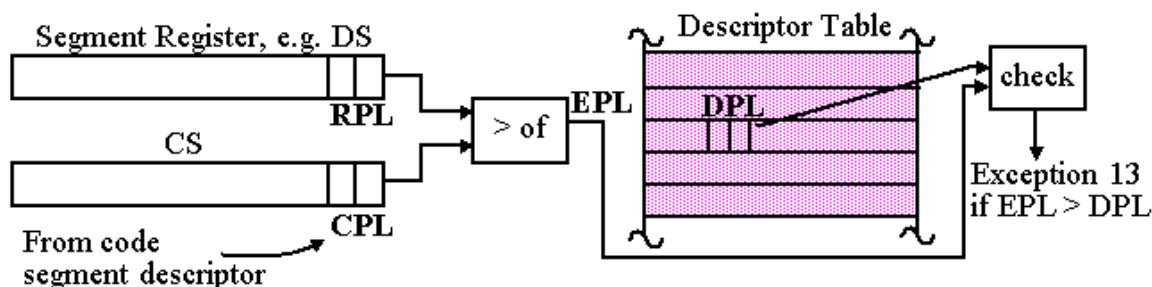 Segment Register, e.g. DS
RPL
CS
CPL
From code
segment descriptor
> of
EPL
Descriptor Table
DPL
check
Exception 13
if EPL > DPL